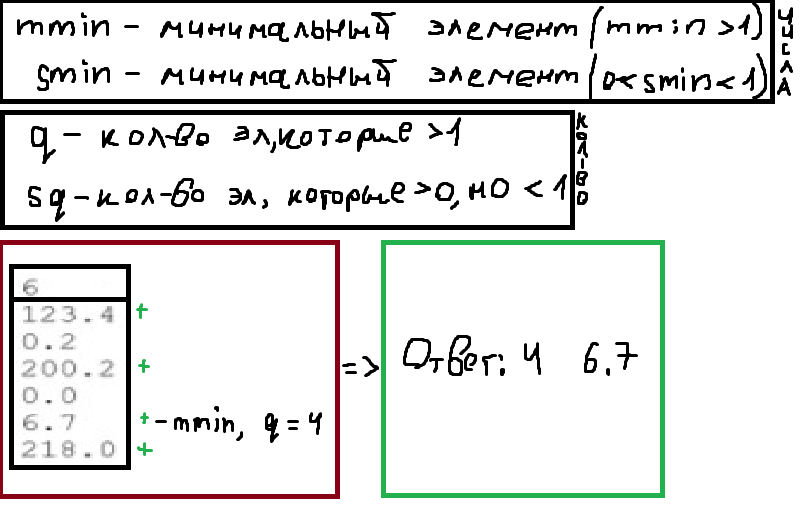 mmin - минимальный элемент (mmin >1)
smin - минимальный элемент (0< smin < 1)
ЧИСЛА
q - кол-во эл, которые >1
sq - кол-во эл, которые >0, но < 1
КОЛ-ВО
6
123.4 +
0.2
200.2 +
0.0
6.7 + - mmin, q = 4
218.0 +
=> Ответ: 4 6.7